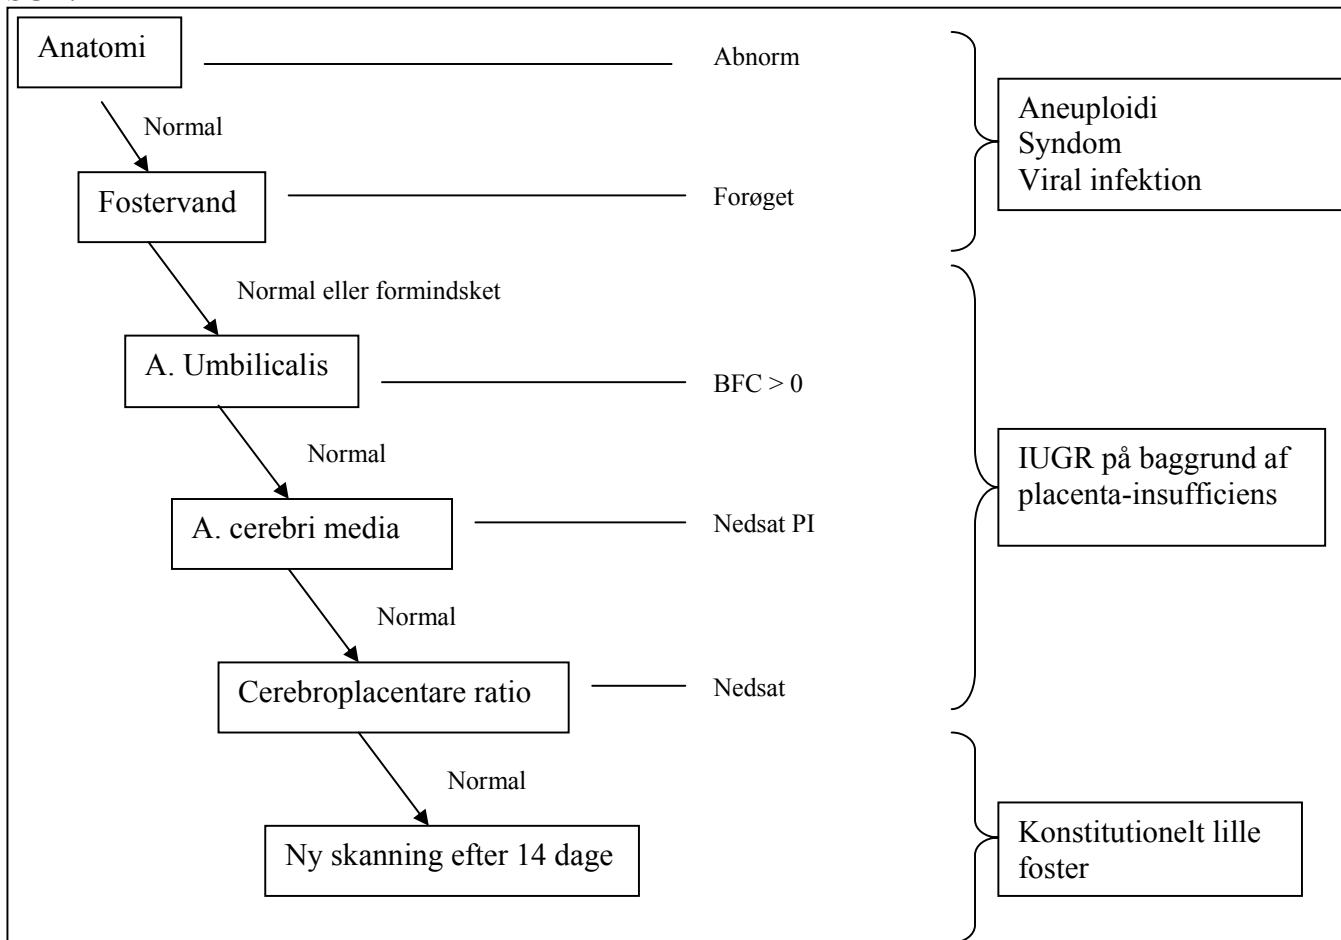 Anatomi
Abnorm
Normal
Aneuploidi
Syndom
Viral infektion
Fostervand
Forøget
Normal eller formindsket
A. Umbilicalis
BFC > 0
Normal
IUGR på baggrund af
placenta-insufficiens
A. cerebri media
Nedsat PI
Normal
Cerebroplacentare ratio
Nedsat
Normal
Ny skanning efter 14 dage
Konstitutionelt lille
foster